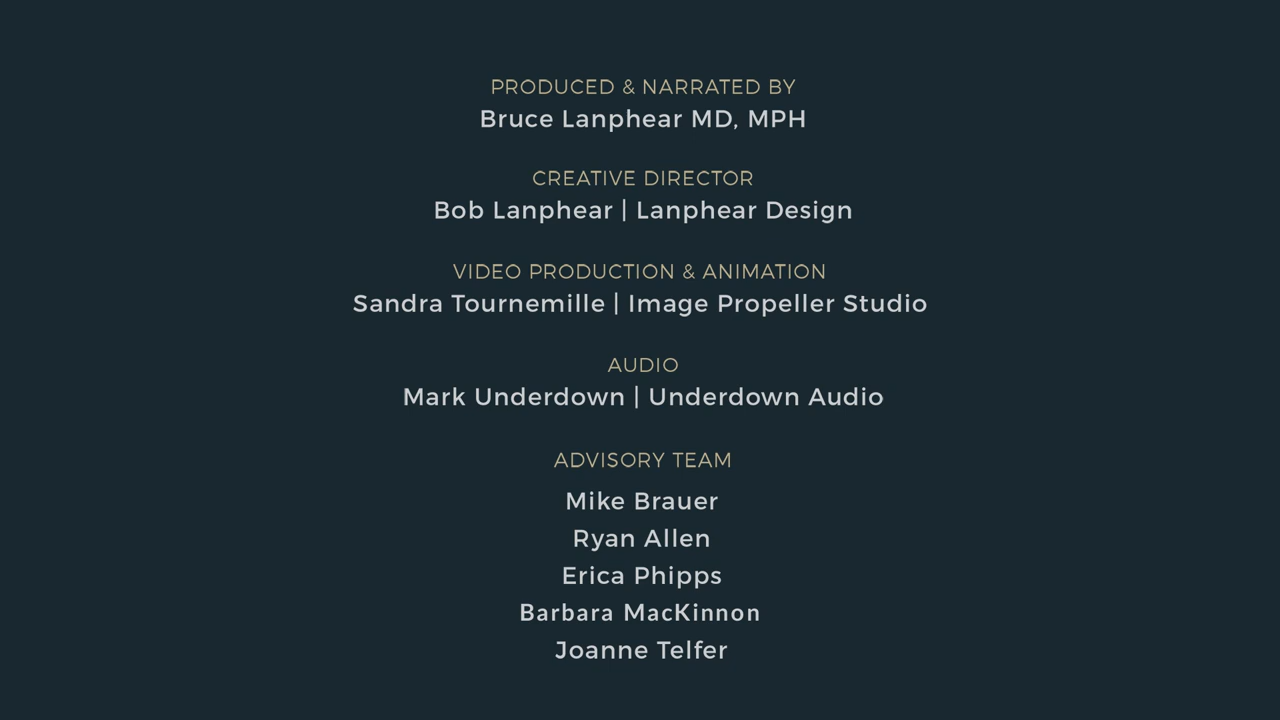 PRODUCED & NARRATED BY
Bruce Lanphear MD, MPH
CREATIVE DIRECTOR
Bob Lanphear | Lanphear Design
VIDEO PRODUCTION & ANIMATION
Sandra Tournemille | Image Propeller Studio
AUDIO
Mark Underdown | Underdown Audio
ADVISORY TEAM
Mike Brauer
Ryan Allen
Erica Phipps
Barbara MacKinnon
Joanne Telfer